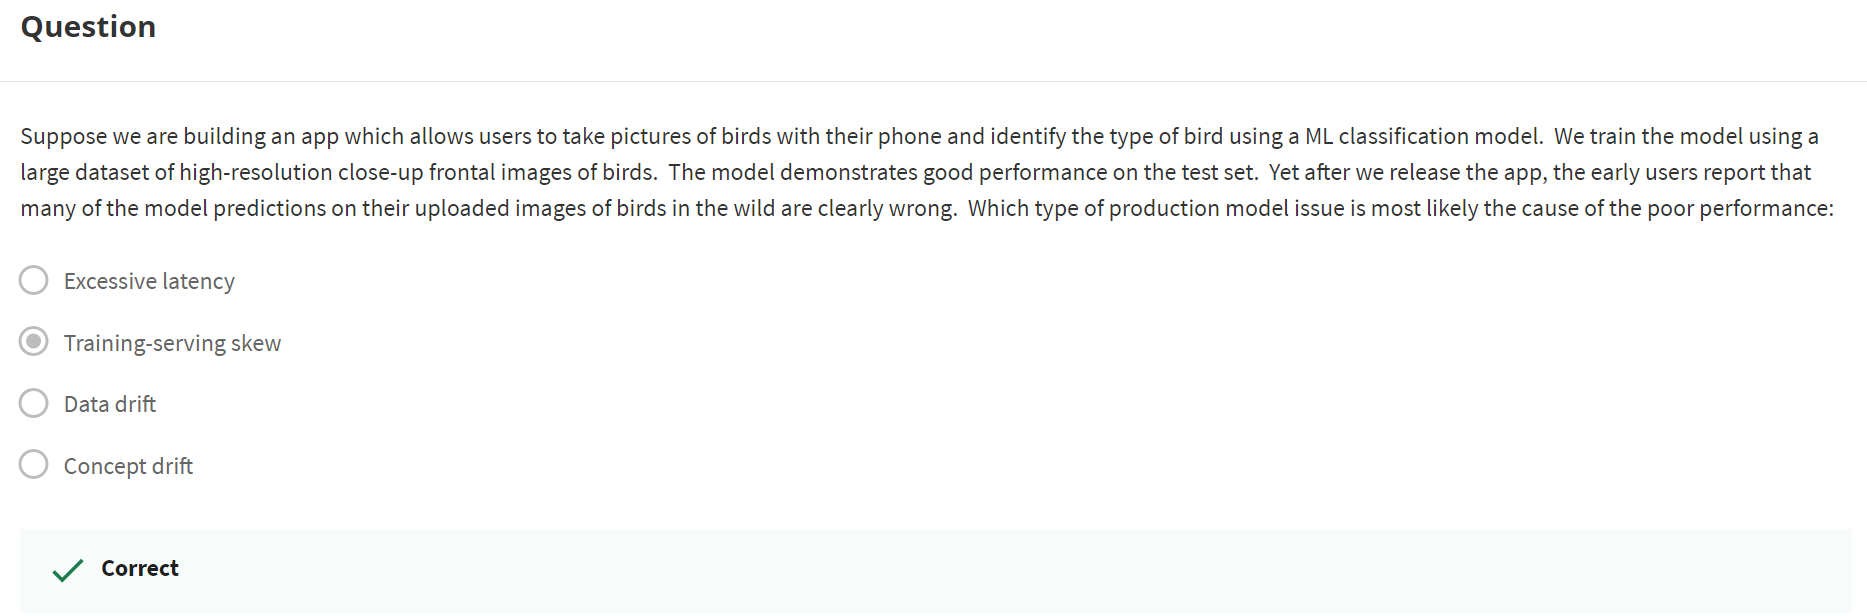 Question
Suppose we are building an app which allows users to take pictures of birds with their phone and identify the type of bird using a ML classification model.  We train the model using a
large dataset of high-resolution close-up frontal images of birds.  The model demonstrates good performance on the test set.  Yet after we release the app, the early users report that
many of the model predictions on their uploaded images of birds in the wild are clearly wrong.  Which type of production model issue is most likely the cause of the poor performance:
Excessive latency
Training-serving skew
Data drift
Concept drift
Correct